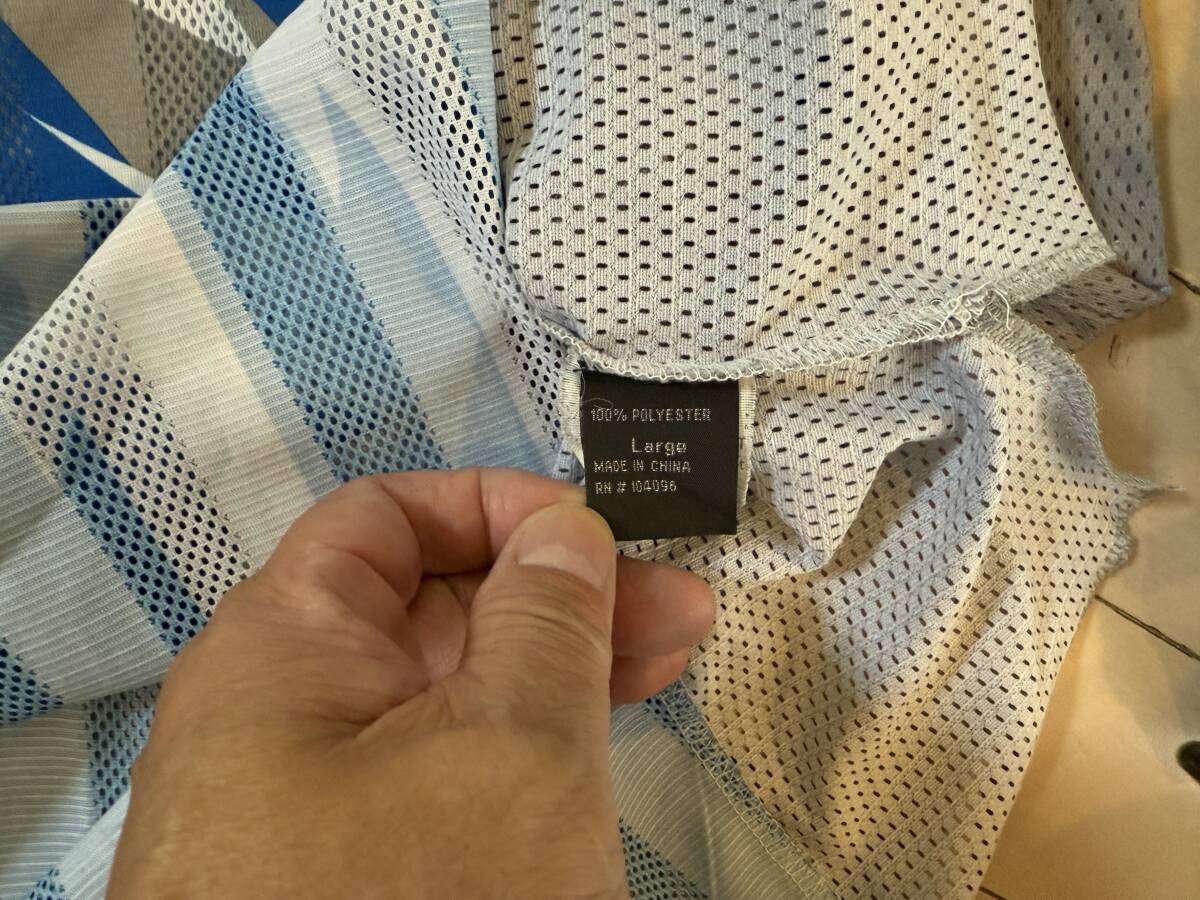 100% POLYESTER
Large
MADE IN CHINA
RN # 104096